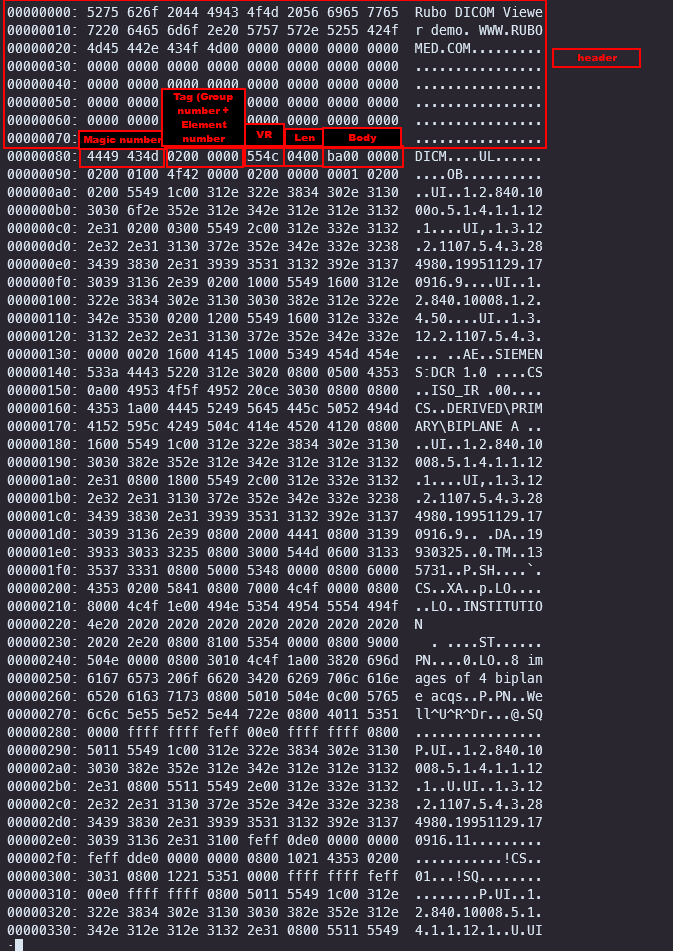 00000000: 5275 626f 2044 4943 4f4d 2056 6965 7765 Rubo DICOM Viewe
00000010: 7220 6465 6d6f 2e20 5757 572e 5255 424f r demo. WWW.RUBO
00000020: 4d45 442e 434f 4d00 0000 0000 0000 0000 MED.COM.........
header
00000030: 0000 0000 0000 0000 0000 0000 0000 0000 ................
00000040: 0000 0000 0000 0000 0000 0000 0000 0000 ................
00000050: 0000 0000 0000 0000 0000 0000 ................
00000060: 0000 0000 0000 0000 0000 0000 ................
00000070: ................
Tag (Group
number +
Element
number
Magic number
VR
Len
Body
00000080: 4449 434d 0200 0000 554c 0400 ba00 0000 DICM....UL......
00000090: 0200 0100 4f42 0000 0200 0000 0001 0200 ....OB..........
000000a0: 0200 5549 1c00 312e 322e 3834 302e 3130 ..UI..1.2.840.10
000000b0: 3030 6f2e 352e 312e 342e 312e 312e 3132 00o.5.1.4.1.1.12
000000c0: 2e31 0200 0300 5549 2c00 312e 332e 3132 .1....UI,.1.3.12
000000d0: 2e32 2e31 3130 372e 352e 342e 332e 3238 .2.1107.5.4.3.28
000000e0: 3439 3830 2e31 3939 3531 3132 392e 3137 4980.19951129.17
000000f0: 3039 3136 2e39 0200 1000 5549 1600 312e 0916.9....UI..1.
00000100: 322e 3834 302e 3130 3030 382e 312e 322e 2.840.10008.1.2.
00000110: 342e 3530 0200 1200 5549 1600 312e 332e 4.50....UI..1.3.
00000120: 3132 2e32 2e31 3130 372e 352e 342e 332e 12.2.1107.5.4.3.
00000130: 0000 0020 1600 4145 1000 5349 454d 454e ... ..AE..SIEMEN
00000140: 533a 4443 5220 312e 3020 0800 0500 4353 S:DCR 1.0 ....CS
00000150: 0a00 4953 4f5f 4952 20ce 3030 0800 0800 ..ISO_IR .00....
00000160: 4353 1a00 4445 5249 5645 445c 5052 494d CS..DERIVED\PRIM
00000170: 4152 595c 4249 504c 414e 4520 4120 0800 ARY\BIPLANE A ..
00000180: 1600 5549 1c00 312e 322e 3834 302e 3130 ..UI..1.2.840.10
00000190: 3030 382e 352e 312e 342e 312e 312e 3132 008.5.1.4.1.1.12
000001a0: 2e31 0800 1800 5549 2c00 312e 332e 3132 .1....UI,.1.3.12
000001b0: 2e32 2e31 3130 372e 352e 342e 332e 3238 .2.1107.5.4.3.28
000001c0: 3439 3830 2e31 3939 3531 3132 392e 3137 4980.19951129.17
000001d0: 3039 3136 2e39 0800 2000 4441 0800 3139 0916.9.. .DA..19
000001e0: 3933 3033 3235 0800 3000 544d 0600 3133 930325..0.TM..13
000001f0: 3537 3331 0800 5000 5348 0000 0800 6000 5731..P.SH....`.
00000200: 4353 0200 5841 0800 7000 4c4f 0000 0800 CS..XA..p.LO....
00000210: 8000 4c4f 1e00 494e 5354 4954 5554 494f ..LO..INSTITUTIO
00000220: 4e20 2020 2020 2020 2020 2020 2020 2020 N
00000230: 2020 2e20 0800 8100 5354 0000 0800 9000 . ....ST......
00000240: 504e 0000 0800 3010 4c4f 1a00 3820 696d PN....0.LO..8 im
00000250: 6167 6573 206f 6620 3420 6269 706c 616e ages of 4 biplan
00000260: 6520 6163 7173 0800 5010 504e 0c00 5765 e acqs..P.PN..We
00000270: 6c6c 5e55 5e52 5e44 722e 0800 4011 5351 ll^U^R^Dr...@.SQ
00000280: 0000 ffff ffff feff 00e0 ffff ffff 0800 ................
00000290: 5011 5549 1c00 312e 322e 3834 302e 3130 P.UI..1.2.840.10
000002a0: 3030 382e 352e 312e 342e 312e 312e 3132 008.5.1.4.1.1.12
000002b0: 2e31 0800 5511 5549 2e00 312e 332e 3132 .1..U.UI..1.3.12
000002c0: 2e32 2e31 3130 372e 352e 342e 332e 3238 .2.1107.5.4.3.28
000002d0: 3439 3830 2e31 3939 3531 3132 392e 3137 4980.19951129.17
000002e0: 3039 3136 2e31 3100 feff 0de0 0000 0000 0916.11.........
000002f0: feff dde0 0000 0000 0800 1021 4353 0200 ...........!CS..
00000300: 3031 0800 1221 5351 0000 ffff ffff feff 01...!SQ........
00000310: 00e0 ffff ffff 0800 5011 5549 1c00 312e ........P.UI..1.
00000320: 322e 3834 302e 3130 3030 382e 352e 312e 2.840.10008.5.1.
00000330: 342e 312e 312e 3132 2e31 0800 5511 5549 4.1.1.12.1..U.UI